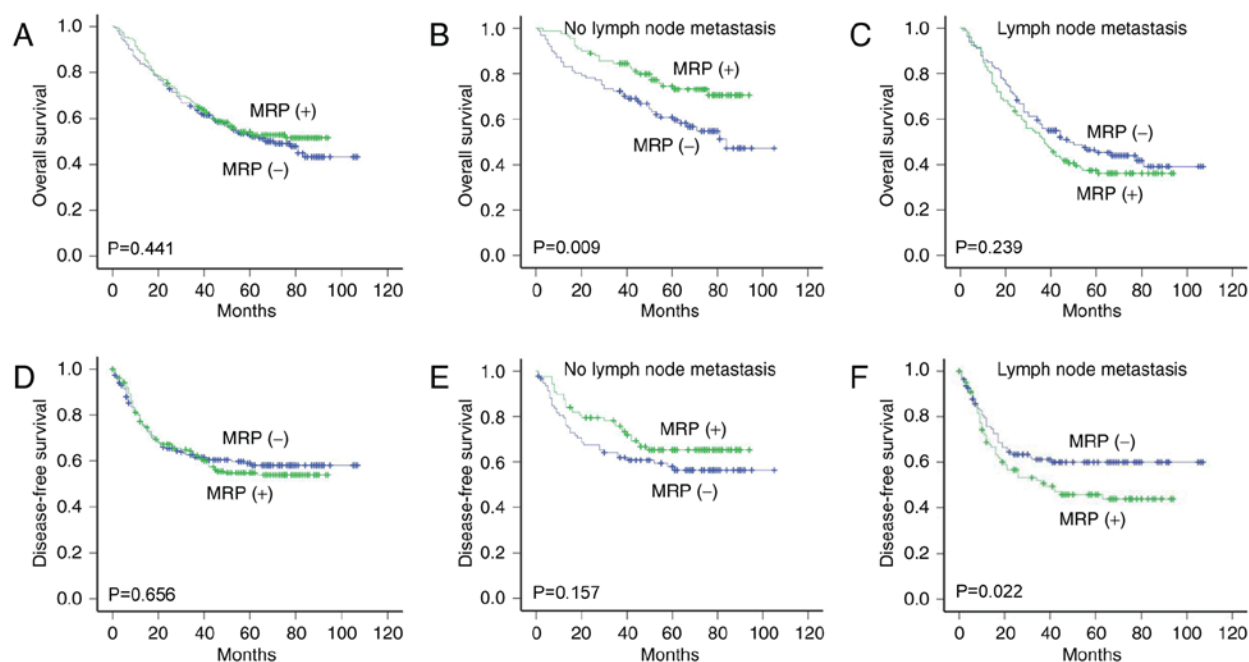 A
Overall survival
1.0
0.8
0.6
0.4
0.2
0.0
MRP (+)
MRP (−)
P=0.441
0 20 40 60 80 100 120
Months
B
No lymph node metastasis
Overall survival
1.0
0.8
0.6
0.4
0.2
0.0
MRP (+)
MRP (−)
P=0.009
0 20 40 60 80 100 120
Months
C
Lymph node metastasis
Overall survival
1.0
0.8
0.6
0.4
0.2
0.0
MRP (−)
MRP (+)
P=0.239
0 20 40 60 80 100 120
Months
D
Disease-free survival
1.0
0.8
0.6
0.4
0.2
0.0
MRP (−)
MRP (+)
P=0.656
0 20 40 60 80 100 120
Months
E
No lymph node metastasis
Disease-free survival
1.0
0.8
0.6
0.4
0.2
0.0
MRP (+)
MRP (−)
P=0.157
0 20 40 60 80 100 120
Months
F
Lymph node metastasis
Disease-free survival
1.0
0.8
0.6
0.4
0.2
0.0
MRP (−)
MRP (+)
P=0.022
0 20 40 60 80 100 120
Months